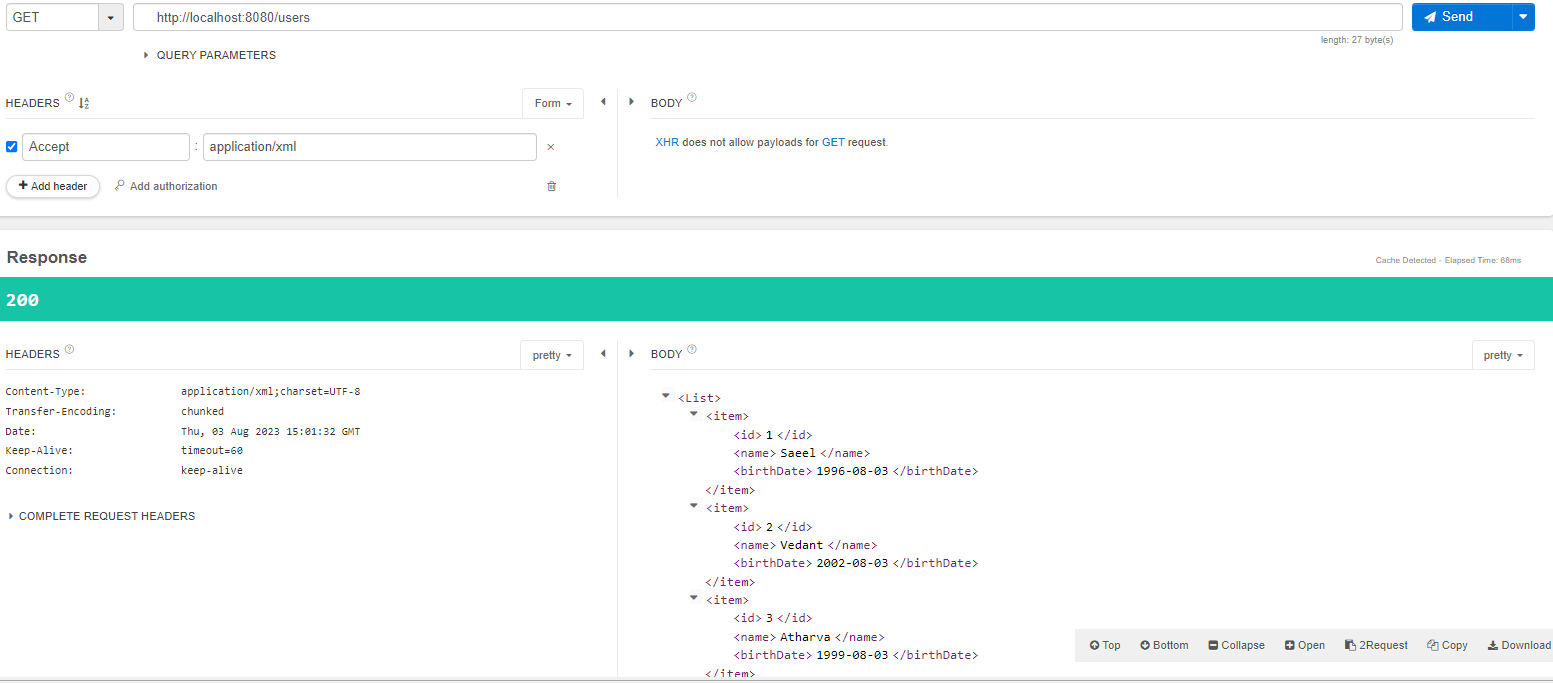 GET http://localhost:8080/users Send
length: 27 byte(s)
QUERY PARAMETERS
HEADERS ? Form BODY ?
Accept : application/xml ×
XHR does not allow payloads for GET request.
+ Add header Add authorization
Response
Cache Detected - Elapsed Time: 68ms
200
HEADERS ? pretty BODY ? pretty
Content-Type: application/xml;charset=UTF-8
Transfer-Encoding: chunked
Date: Thu, 03 Aug 2023 15:01:32 GMT
Keep-Alive: timeout=60
Connection: keep-alive
COMPLETE REQUEST HEADERS
<List>
<item>
<id> 1 </id>
<name> Saeel </name>
<birthDate> 1996-08-03 </birthDate>
</item>
<item>
<id> 2 </id>
<name> Vedant </name>
<birthDate> 2002-08-03 </birthDate>
</item>
<item>
<id> 3 </id>
<name> Atharva </name>
<birthDate> 1999-08-03 </birthDate>
</item>
Top Bottom Collapse Open 2Request Copy Download